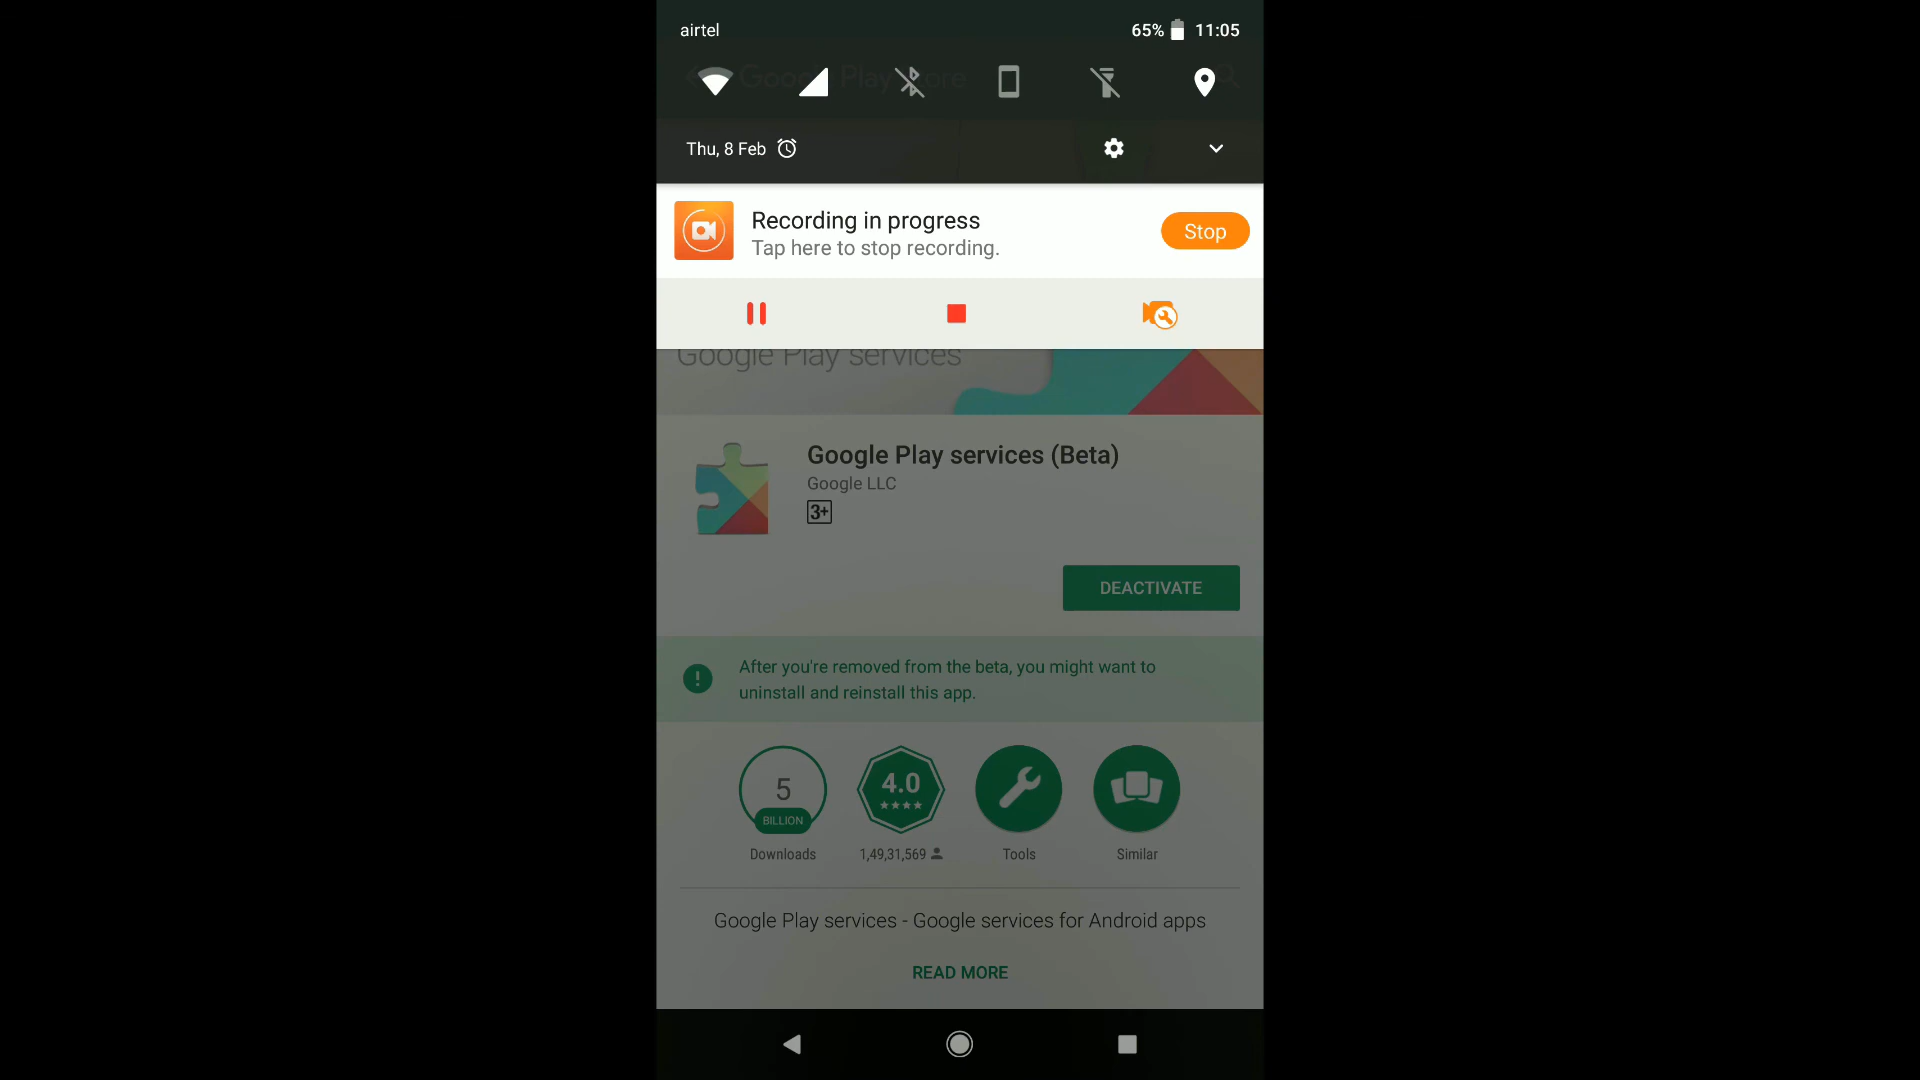 airtel
65%
11:05
Google Play Store
Thu, 8 Feb
Recording in progress
Tap here to stop recording.
Stop
Google Play services
Google Play services (Beta)
Google LLC
3+
DEACTIVATE
After you're removed from the beta, you might want to
uninstall and reinstall this app.
5
BILLION
4.0
Downloads
1,49,31,569
Tools
Similar
Google Play services - Google services for Android apps
READ MORE